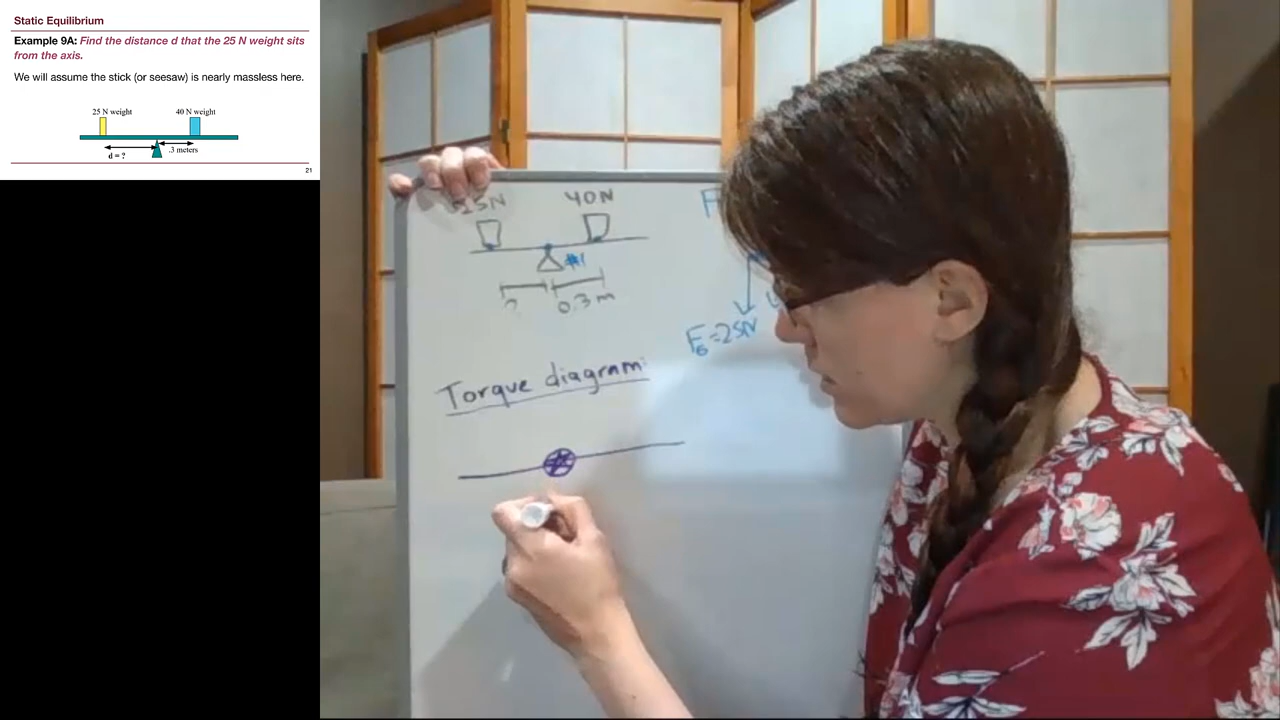 Static Equilibrium
Example 9A: Find the distance d that the 25 N weight sits
from the axis.
We will assume the stick (or seesaw) is nearly massless here.
25 N weight
40 N weight
d = ?
.3 meters
21
25N
40N
F
#1
?
0.3 m
FG=25N
Torque diagram: